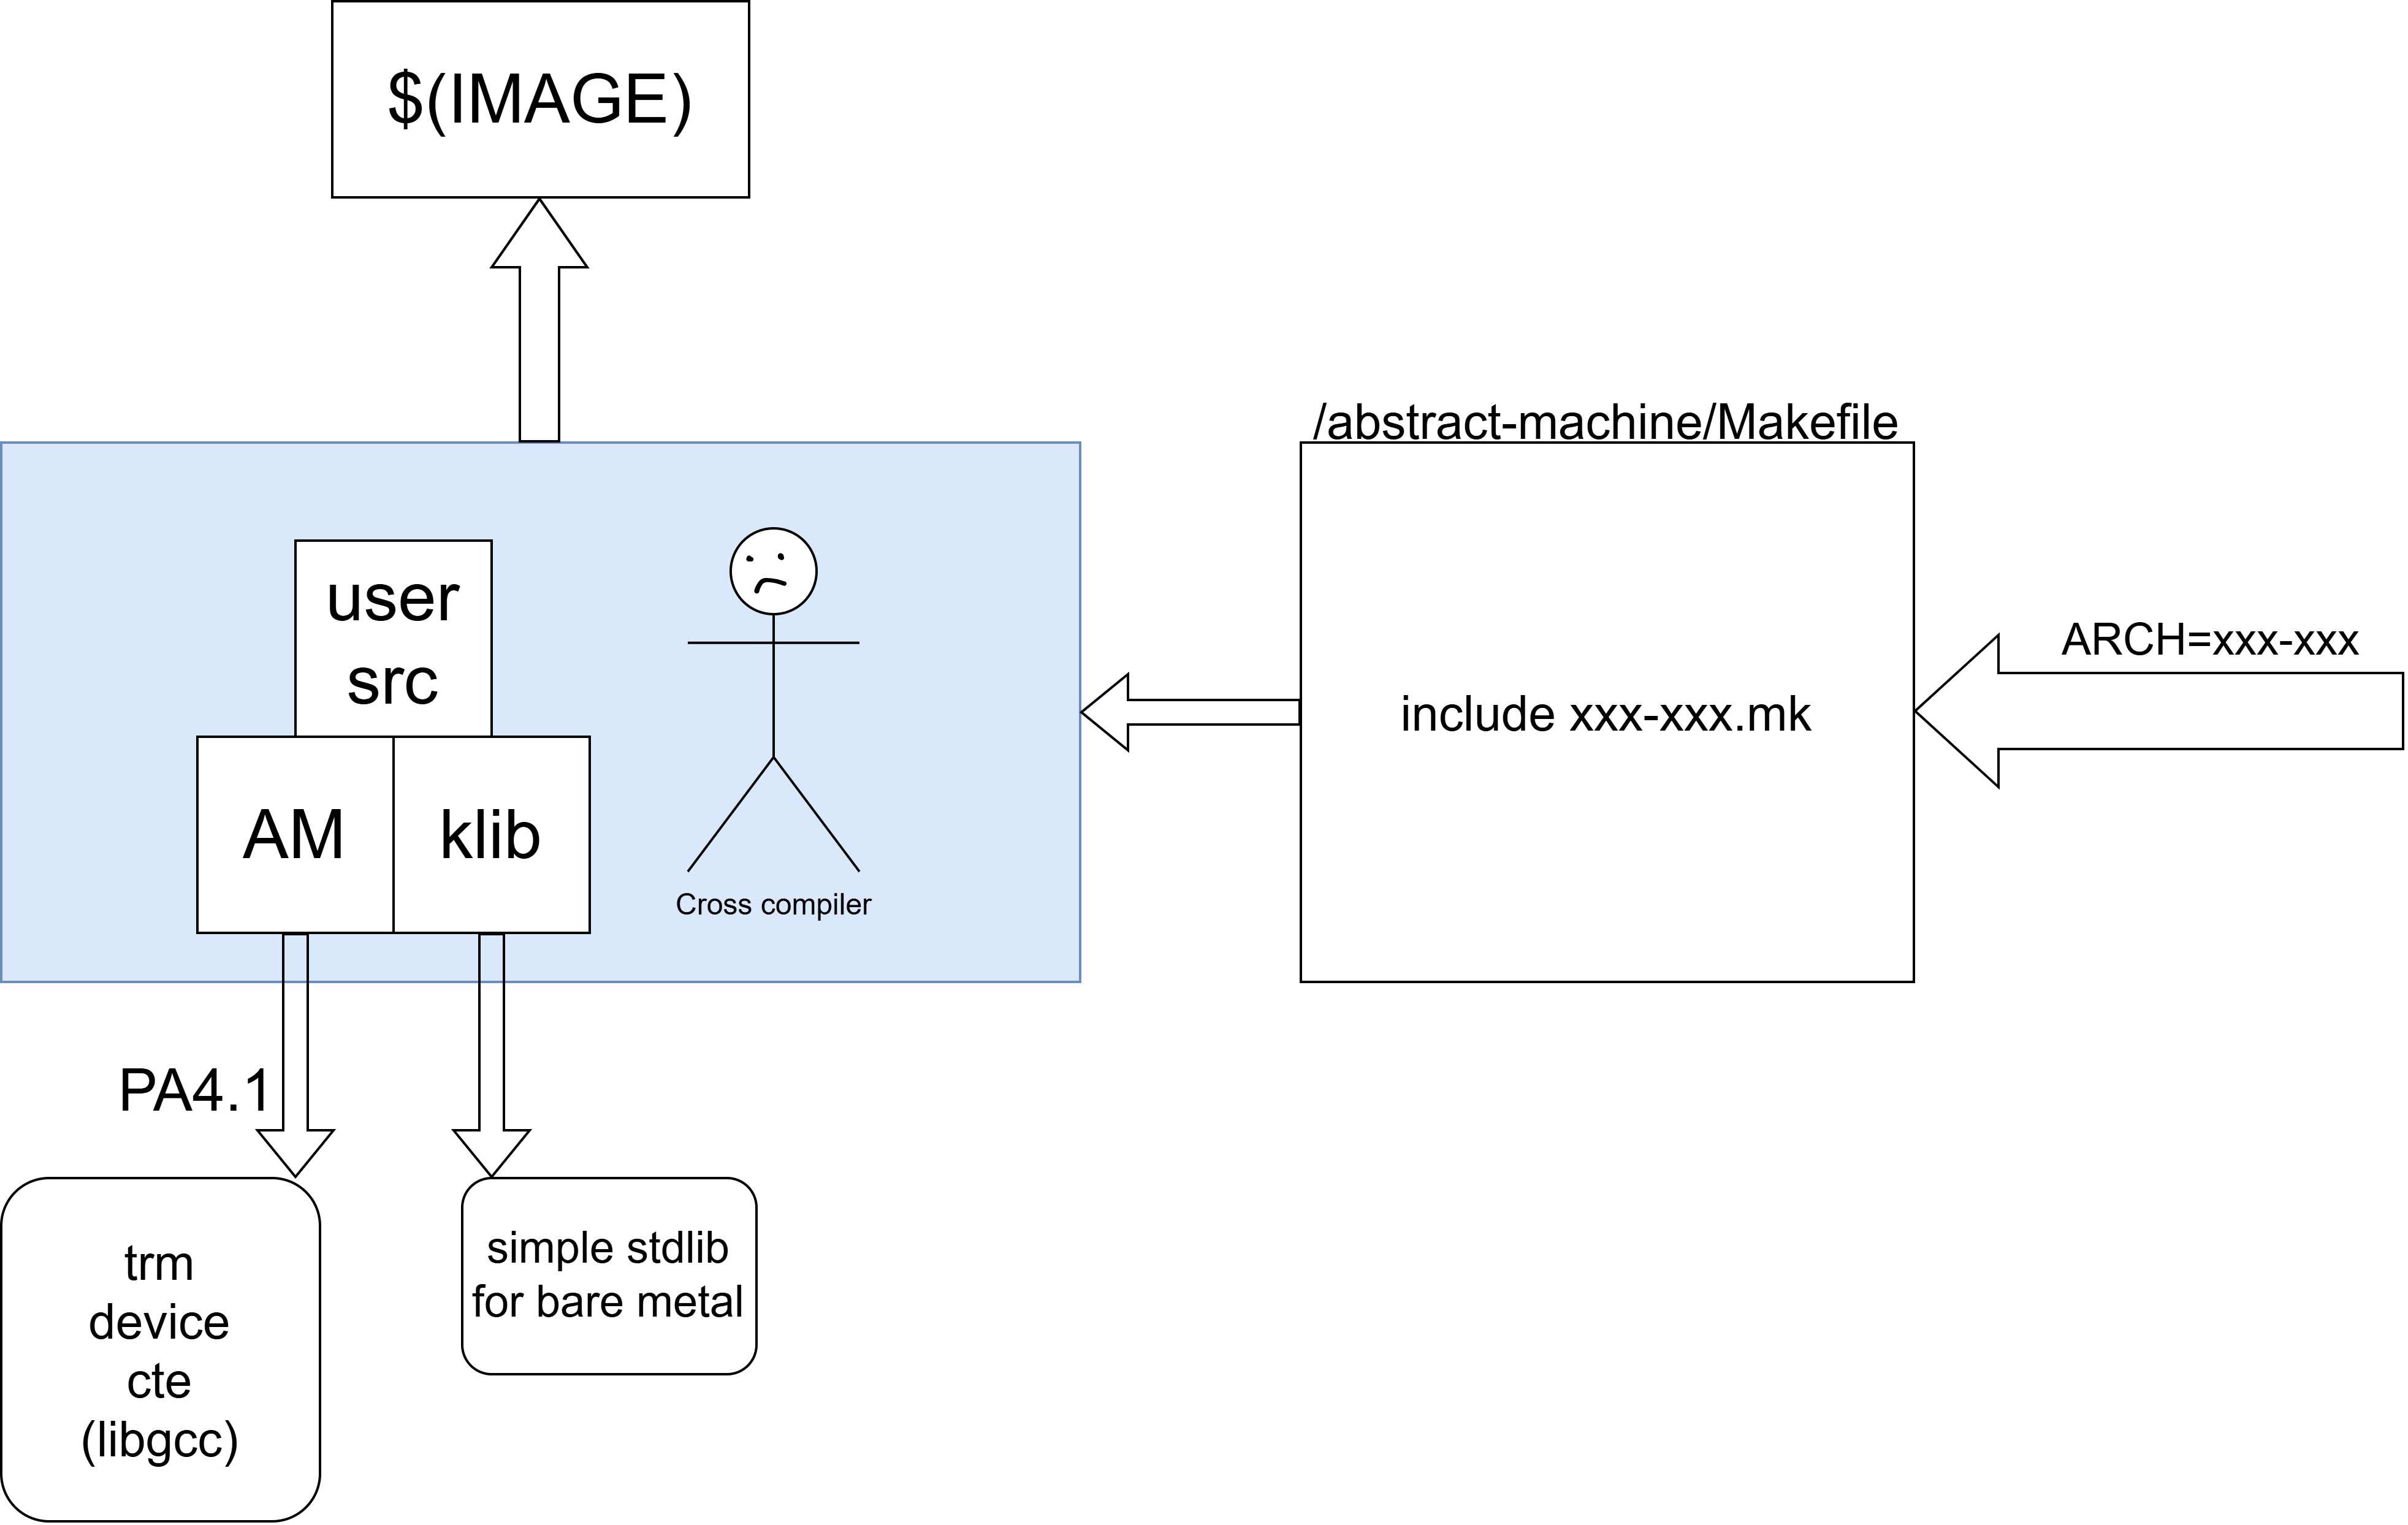 $(IMAGE)
/abstract-machine/Makefile
user
src
ARCH=xxx-xxx
include xxx-xxx.mk
AM
klib
Cross compiler
PA4.1
trm
device
cte
(libgcc)
simple stdlib
for bare metal